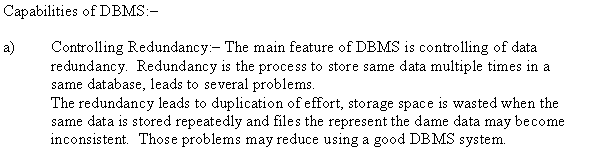 Capabilities of DBMS:–
a) Controlling Redundancy:– The main feature of DBMS is controlling of data
redundancy. Redundancy is the process to store same data multiple times in a
same database, leads to several problems.
The redundancy leads to duplication of effort, storage space is wasted when the
same data is stored repeatedly and files the represent the dame data may become
inconsistent. Those problems may reduce using a good DBMS system.